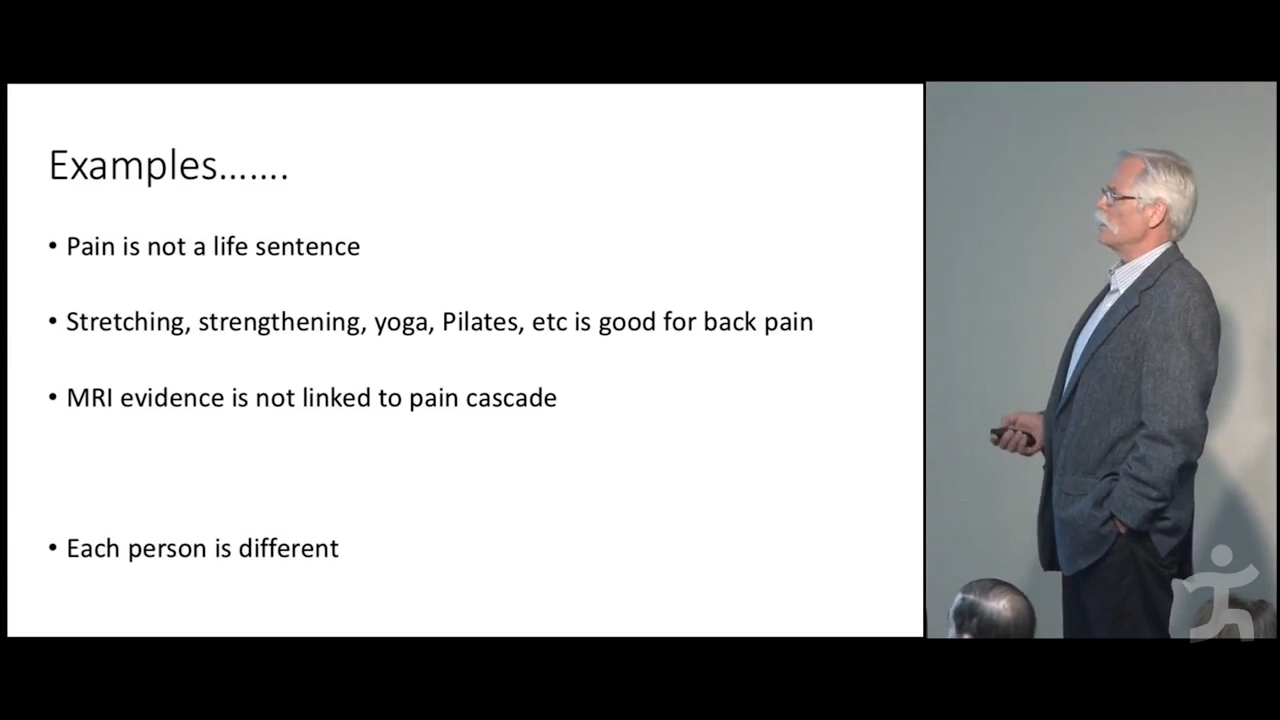 Examples…….
• Pain is not a life sentence
• Stretching, strengthening, yoga, Pilates, etc is good for back pain
• MRI evidence is not linked to pain cascade
• Each person is different